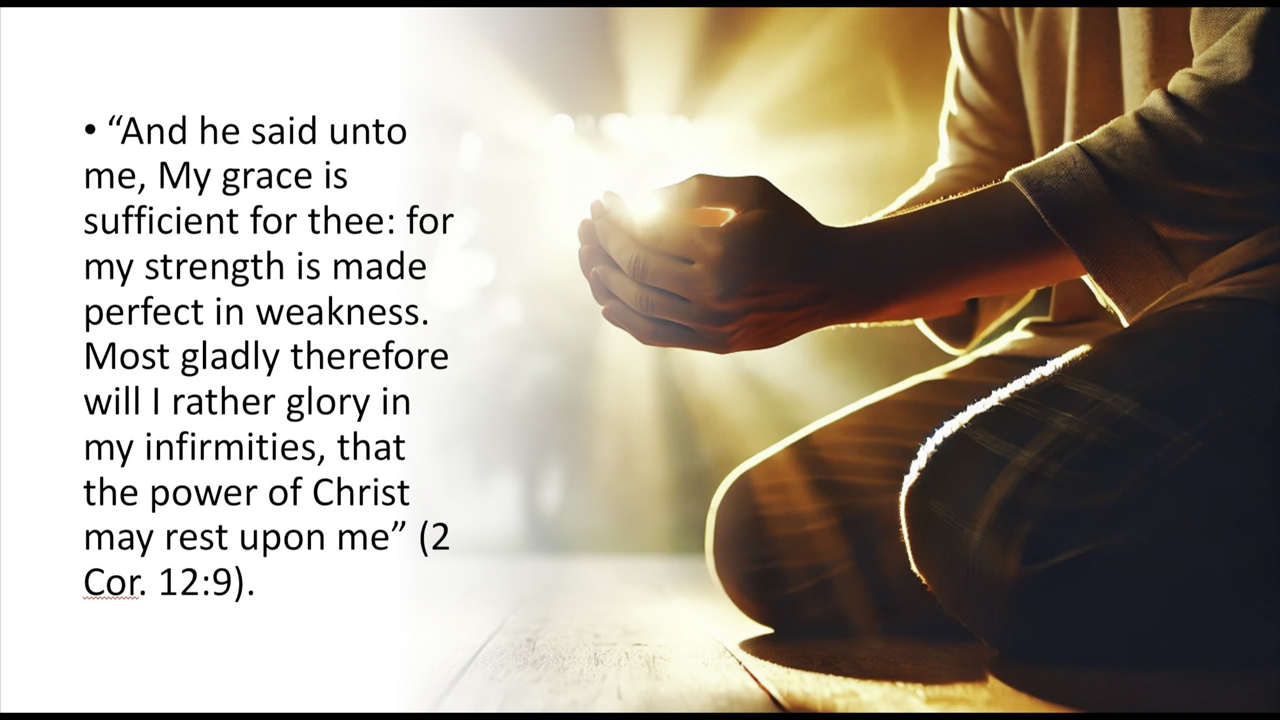 • “And he said unto
me, My grace is
sufficient for thee: for
my strength is made
perfect in weakness.
Most gladly therefore
will I rather glory in
my infirmities, that
the power of Christ
may rest upon me” (2
Cor. 12:9).